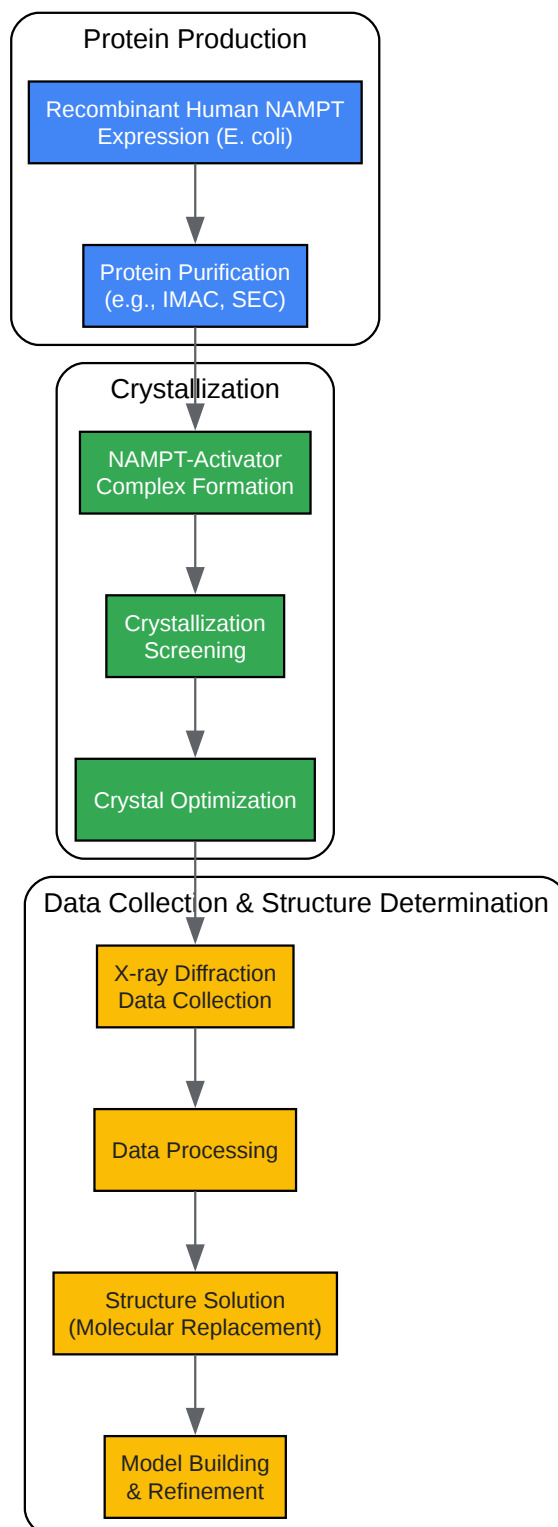 Protein Production
Recombinant Human NAMPT
Expression (E. coli)
Protein Purification
(e.g., IMAC, SEC)
Crystallization
NAMPT-Activator
Complex Formation
Crystallization
Screening
Crystal Optimization
Data Collection & Structure Determination
X-ray Diffraction
Data Collection
Data Processing
Structure Solution
(Molecular Replacement)
Model Building
& Refinement